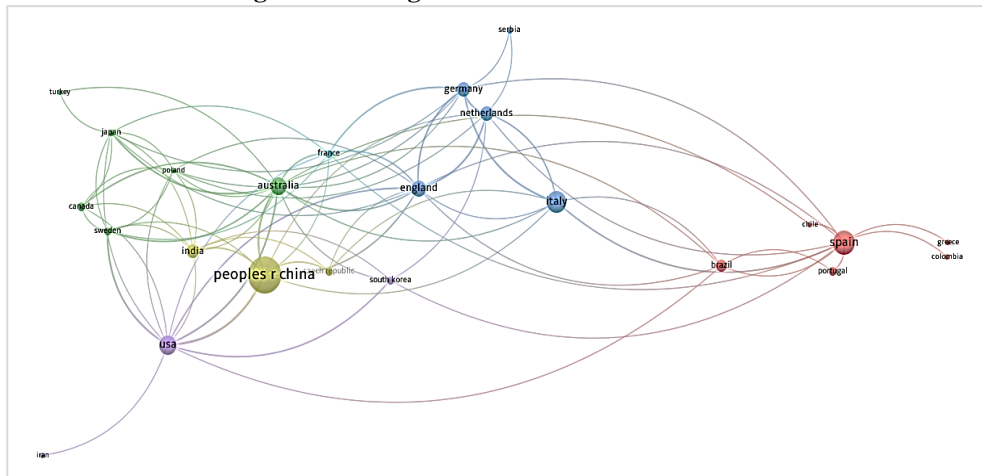 serbia
germany
turkey
netherlands
japan
france
poland
australia
england
canada
italy
chile
sweden
spain
greece
india
colombia
brazil
peoples r china
portugal
south korea
usa
iran